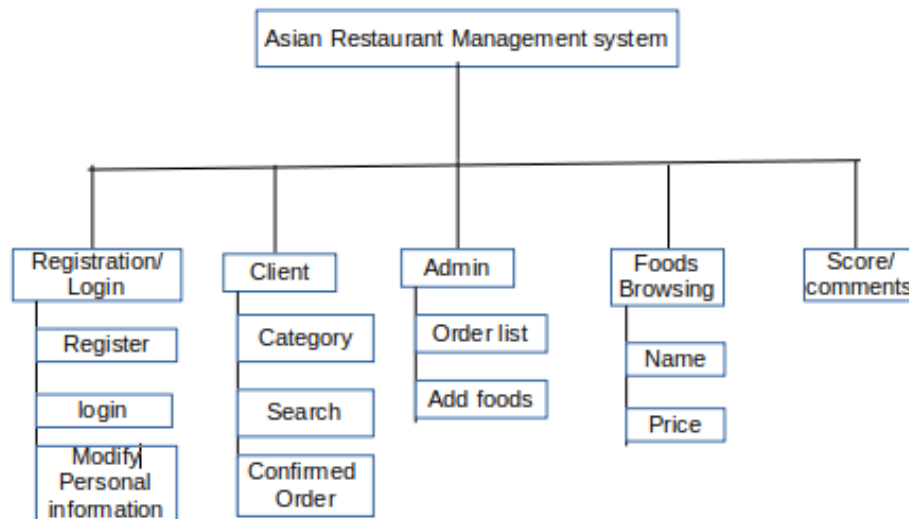 Asian Restaurant Management system
Registration/
Login
Client
Admin
Foods
Browsing
Score/
comments
Register
login
Modify
Personal
information
Category
Search
Confirmed
Order
Order list
Add foods
Name
Price